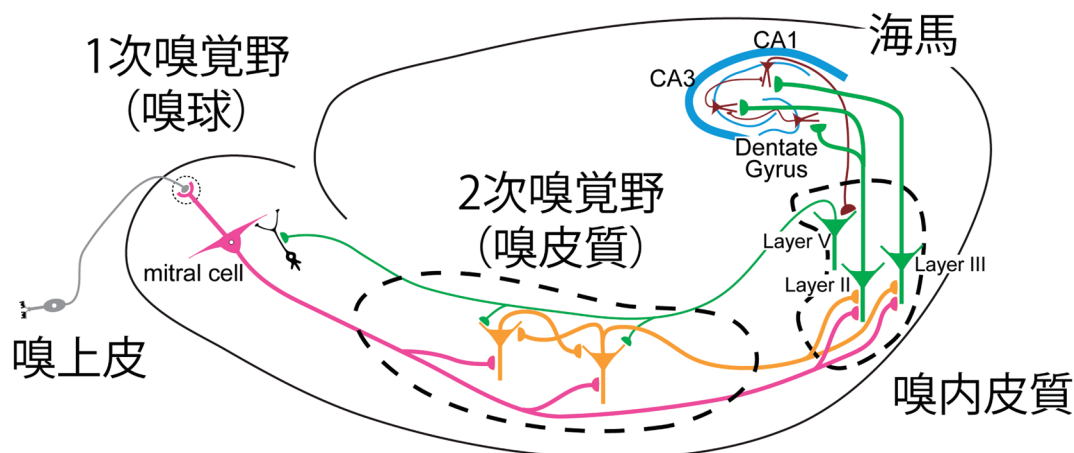 1次嗅覚野
（嗅球）
海馬
CA1
CA3
Dentate
Gyrus
2次嗅覚野
（嗅皮質）
mitral cell
Layer V
Layer II
Layer III
嗅上皮
嗅内皮質